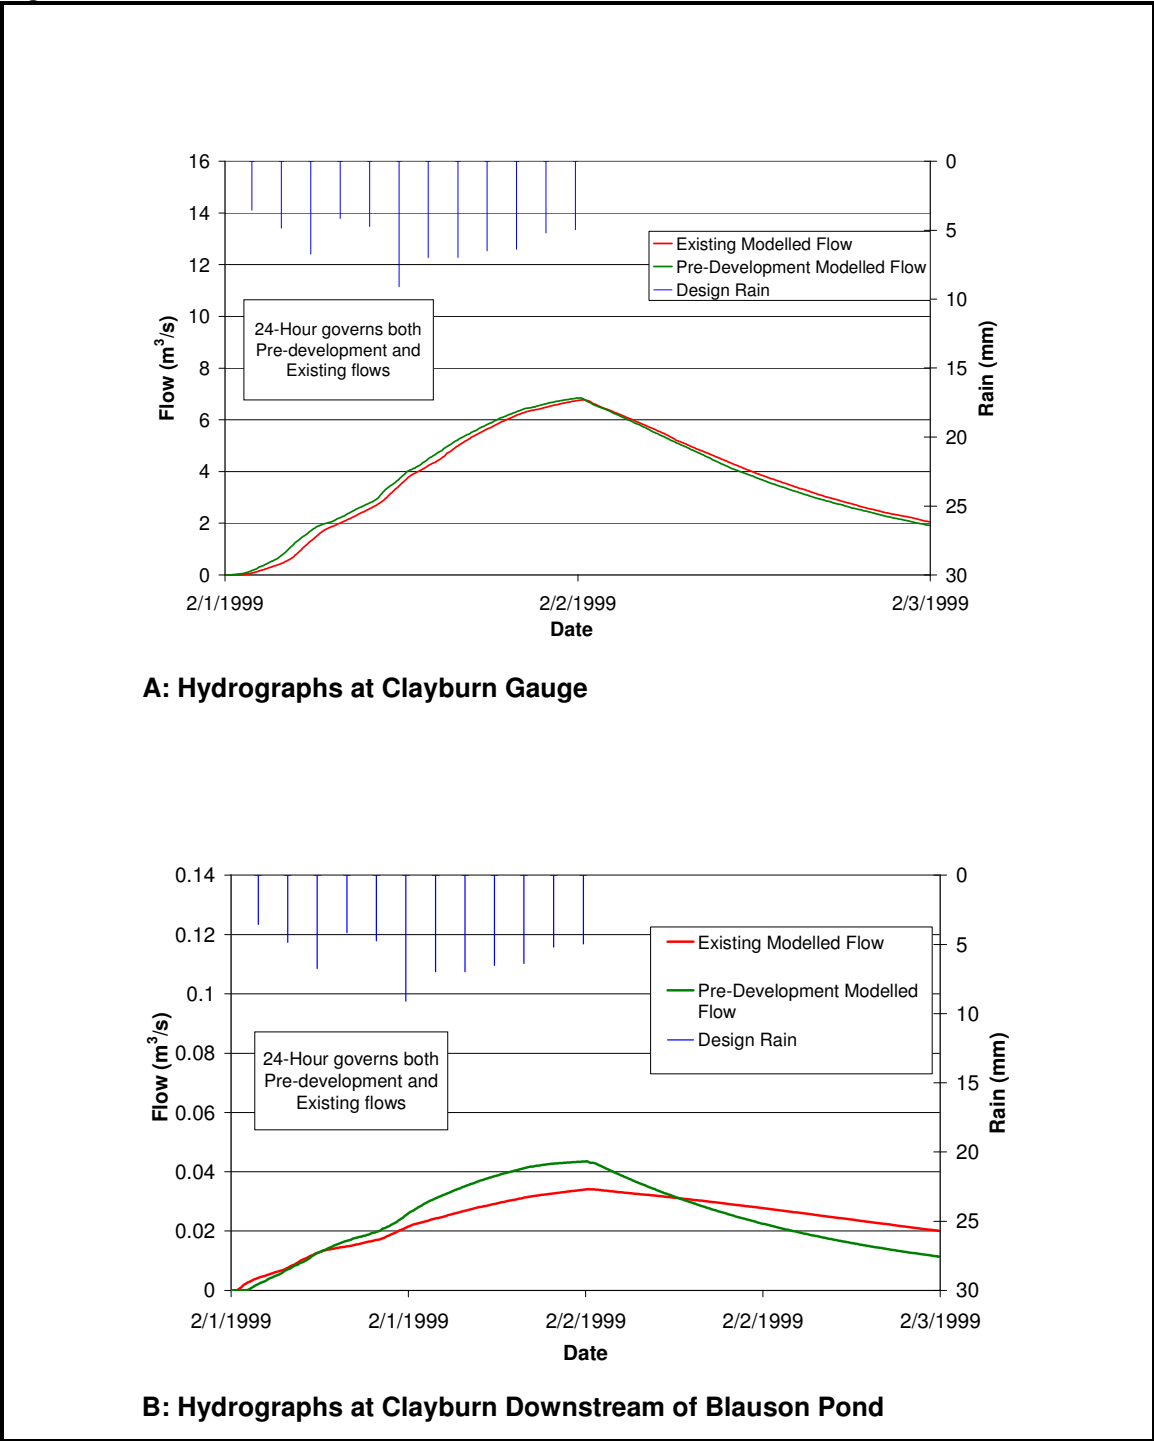 16
14
12
10
8
6
4
2
0
0
5
10
15
20
25
30
Flow (m³/s)
Rain (mm)
Existing Modelled Flow
Pre-Development Modelled Flow
Design Rain
24-Hour governs both
Pre-development and
Existing flows
2/1/1999 2/2/1999 2/3/1999
Date
A: Hydrographs at Clayburn Gauge
0.14
0.12
0.1
0.08
0.06
0.04
0.02
0
0
5
10
15
20
25
30
Flow (m³/s)
Rain (mm)
Existing Modelled Flow
Pre-Development Modelled
Flow
Design Rain
24-Hour governs both
Pre-development and
Existing flows
2/1/1999 2/1/1999 2/2/1999 2/2/1999 2/3/1999
Date
B: Hydrographs at Clayburn Downstream of Blauson Pond